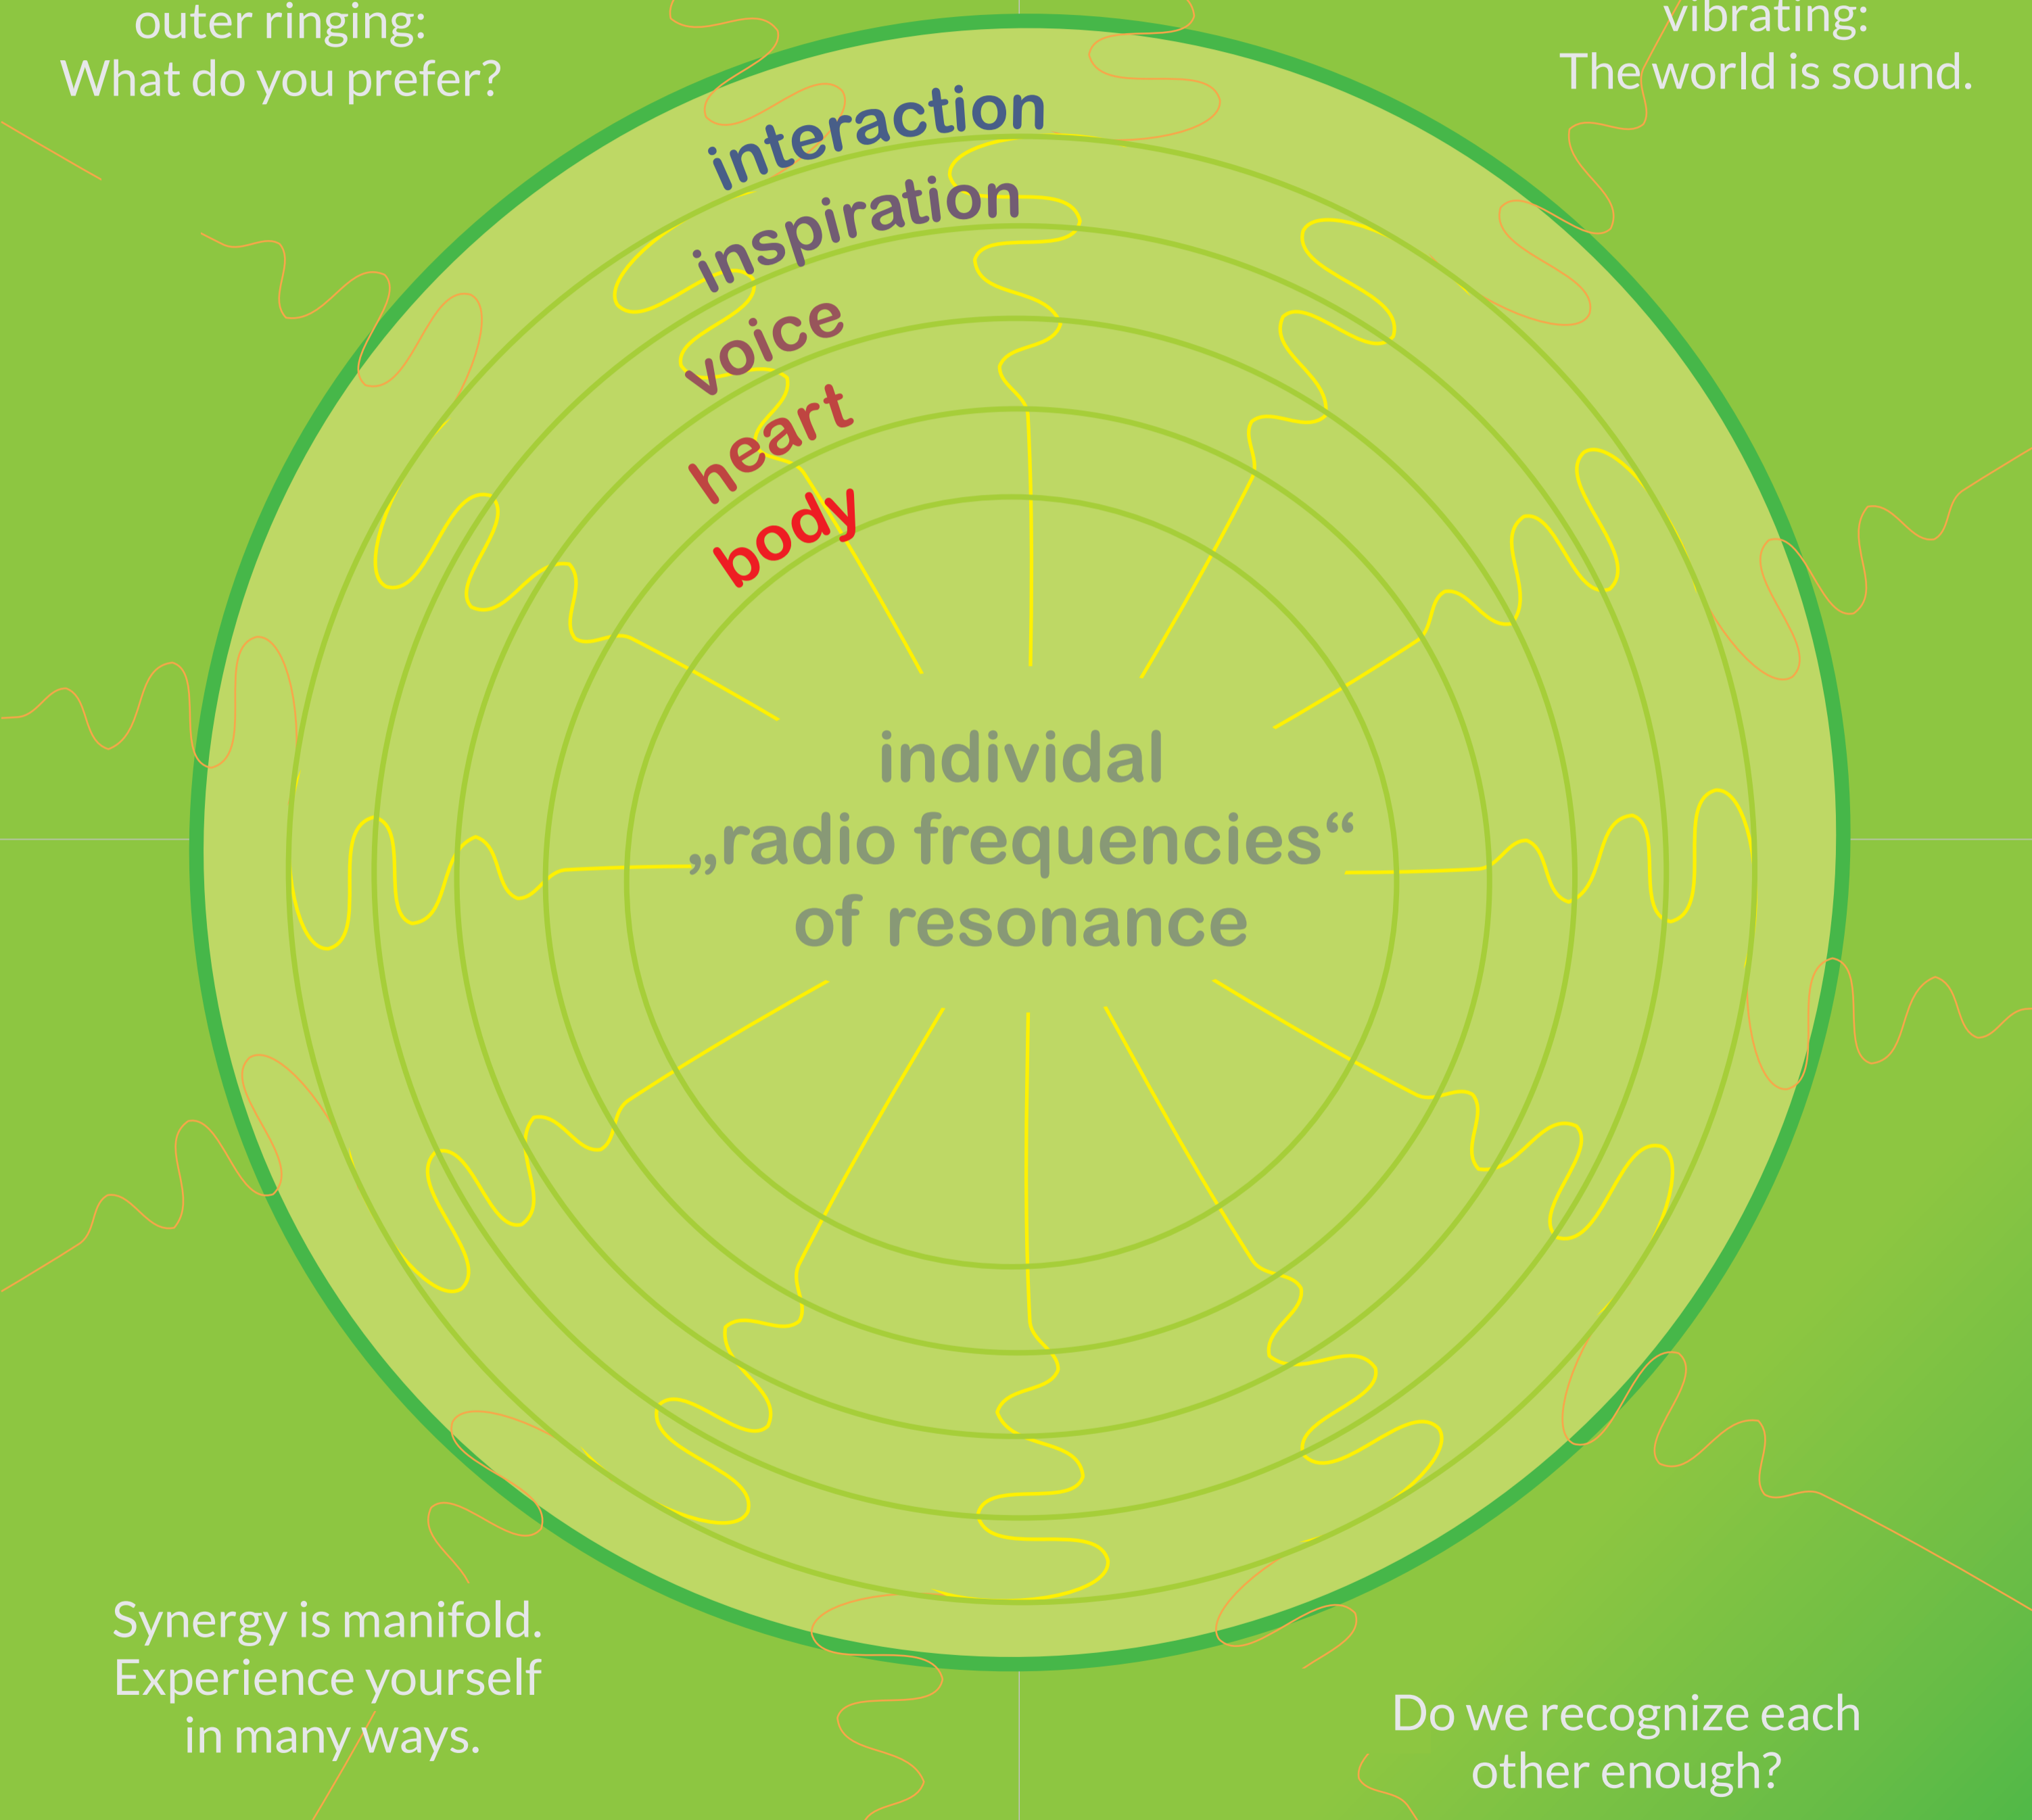 outer ringing:
What do you prefer?
vibrating:
The world is sound.
interaction
inspiration
voice
heart
body
individal
„radio frequencies“
of resonance
Synergy is manifold.
Experience yourself
in many ways.
Do we recognize each
other enough?